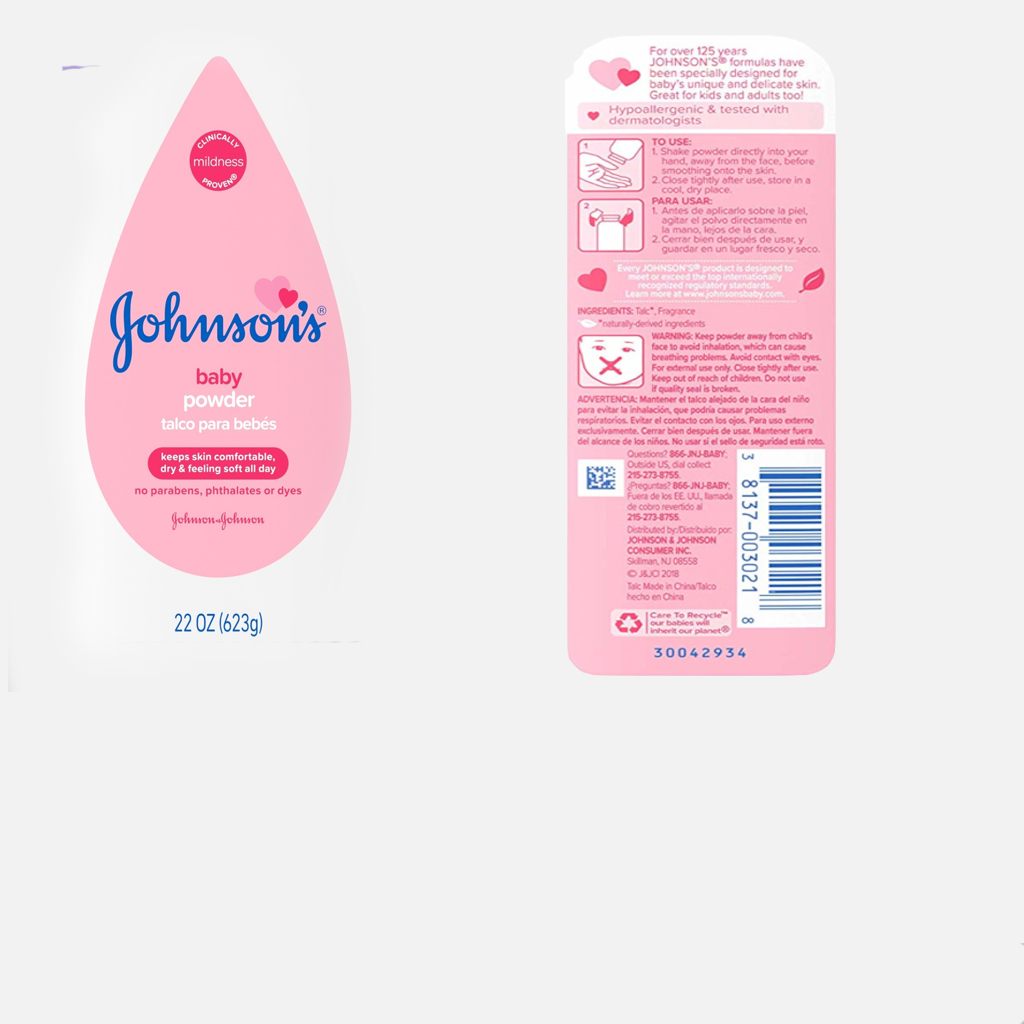 CLINICALLY
mildness
PROVEN®
Johnson's®
baby
powder
talco para bebés
keeps skin comfortable,
dry & feeling soft all day
no parabens, phthalates or dyes
Johnson & Johnson
22 OZ (623g)
For over 125 years
JOHNSON'S® formulas have
been specially designed for
baby's unique and delicate skin.
Great for kids and adults too!
Hypoallergenic & tested with
dermatologists
1
TO USE:
1. Shake powder directly into your
hand, away from the face, before
smoothing onto the skin.
2. Close tightly after use, store in a
cool, dry place.
2
PARA USAR:
1. Antes de aplicarlo sobre la piel,
agitar el polvo directamente en
la mano, lejos de la cara.
2. Cerrar bien después de usar, y
guardar en un lugar fresco y seco.
Every JOHNSON'S® product is designed to
meet or exceed the top internationally
recognized regulatory standards.
Learn more at www.johnsonsbaby.com.
INGREDIENTS: Talc*, Fragrance
*naturally-derived ingredients
WARNING: Keep powder away from child's
face to avoid inhalation, which can cause
breathing problems. Avoid contact with eyes.
For external use only. Close tightly after use.
Keep out of reach of children. Do not use
if quality seal is broken.
ADVERTENCIA: Mantener el talco alejado de la cara del niño
para evitar la inhalación, que podría causar problemas
respiratorios. Evitar el contacto con los ojos. Para uso externo
exclusivamente. Cerrar bien después de usar. Mantener fuera
del alcance de los niños. No usar si el sello de seguridad está roto.
Questions? 866-JNJ-BABY;
Outside US, dial collect
215-273-8755.
¿Preguntas? 866-JNJ-BABY;
Fuera de los EE. UU., llamada
de cobro revertido al
215-273-8755.
Distributed by:/Distribuido por:
JOHNSON & JOHNSON
CONSUMER INC.
Skillman, NJ 08558
© J&JCI 2018
Talc Made in China/Talco
hecho en China
3 8137-003021 8
Care To Recycle™
our babies will
inherit our planet®
30042934